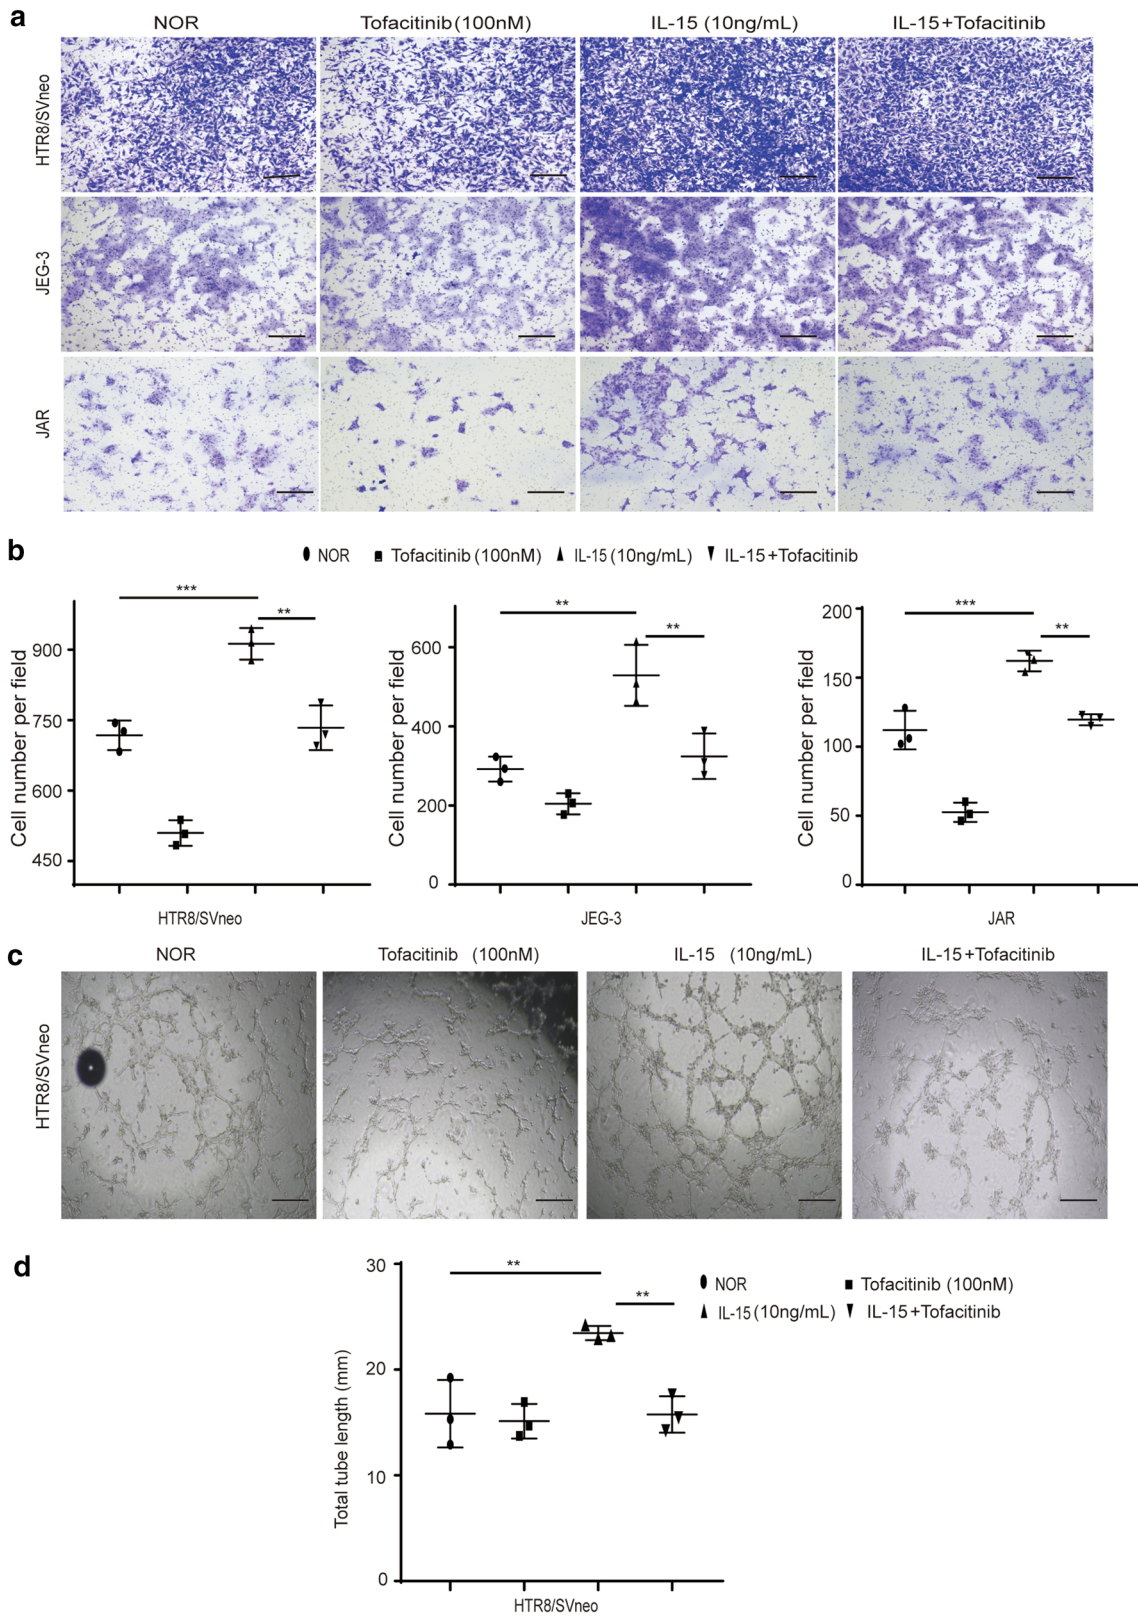 a
NOR Tofacitinib (100nM) IL-15 (10ng/mL) IL-15+Tofacitinib
HTR8/SVneo
JEG-3
JAR
b
NOR Tofacitinib (100nM) IL-15 (10ng/mL) IL-15+Tofacitinib
Cell number per field
900
750
600
450
***
**
HTR8/SVneo
Cell number per field
600
400
200
0
**
**
JEG-3
Cell number per field
200
150
100
50
0
***
**
JAR
c
NOR Tofacitinib (100nM) IL-15 (10ng/mL) IL-15+Tofacitinib
HTR8/SVneo
d
Total tube length (mm)
30
20
10
0
**
**
NOR Tofacitinib (100nM)
IL-15 (10ng/mL) IL-15+Tofacitinib
HTR8/SVneo